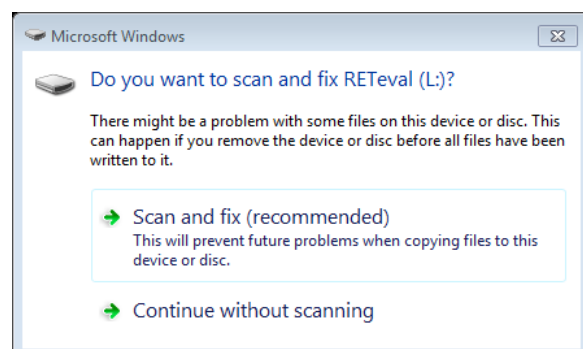 Microsoft Windows
Do you want to scan and fix RETeval (L:)?
There might be a problem with some files on this device or disc. This
can happen if you remove the device or disc before all files have been
written to it.
Scan and fix (recommended)
This will prevent future problems when copying files to this
device or disc.
Continue without scanning